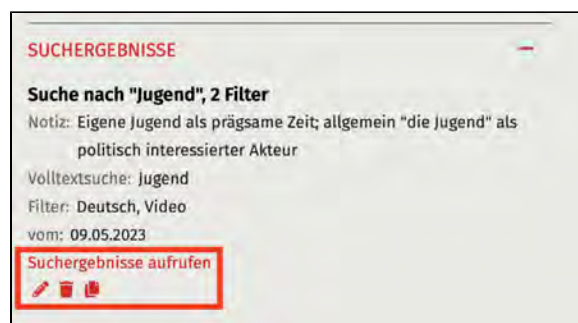 SUCHERGEBNISSE
Suche nach "Jugend", 2 Filter
Notiz: Eigene Jugend als prägsame Zeit; allgemein "die Jugend" als
politisch interessierter Akteur
Volltextsuche: Jugend
Filter: Deutsch, Video
vom: 09.05.2023
Suchergebnisse aufrufen